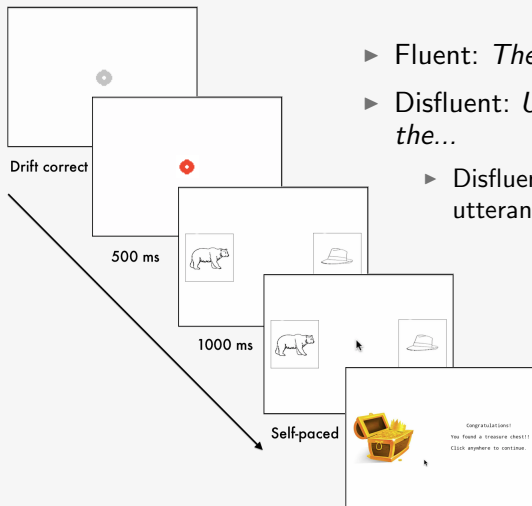 ▶ Fluent: The
▶ Disfluent:
the...
▶
utteran
Drift correct
500 ms
1000 ms
Self-paced
Congratulations!
You found a treasure chest!!
Click anywhere to continue.